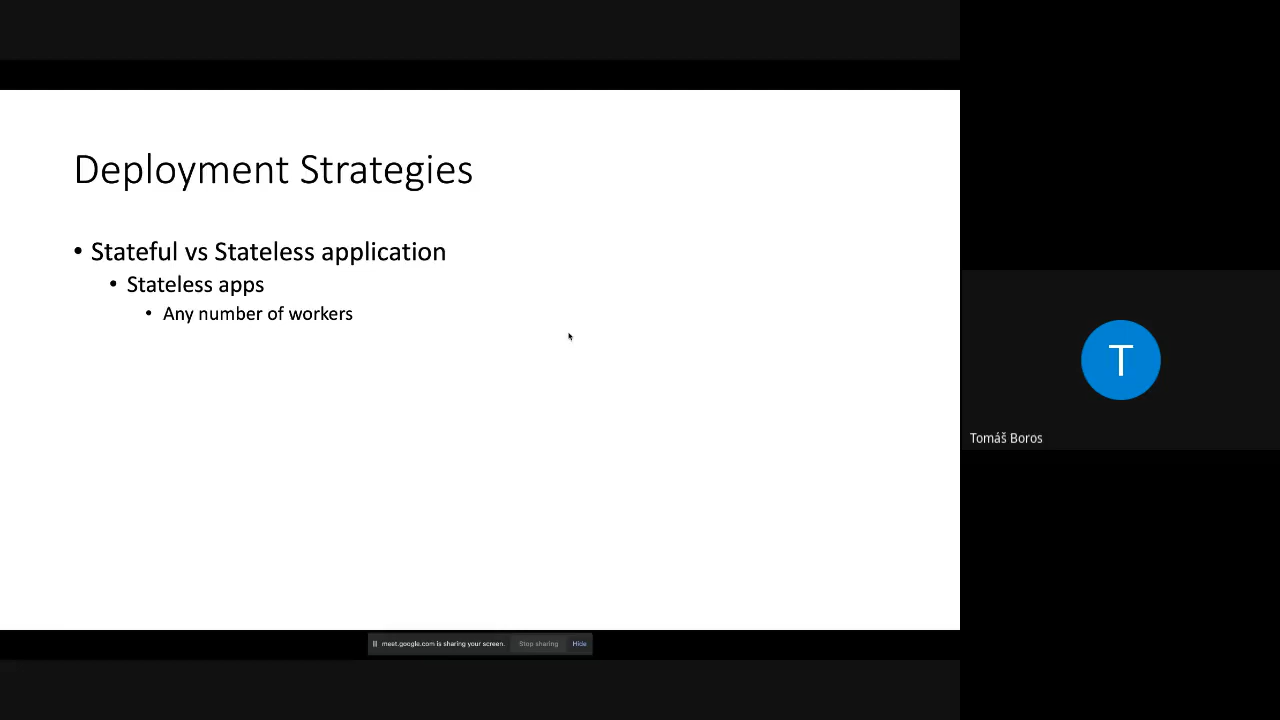 Deployment Strategies
• Stateful vs Stateless application
• Stateless apps
• Any number of workers
T
Tomáš Boros
meet.google.com is sharing your screen. Stop sharing Hide